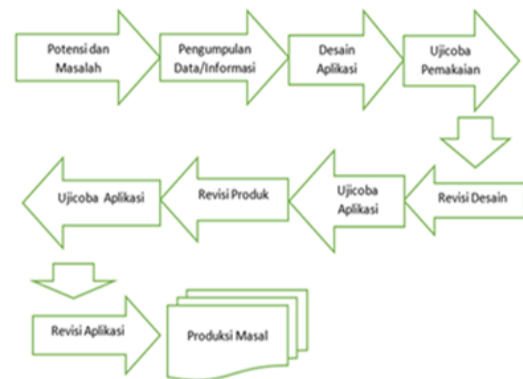 Potensi dan
Masalah
Pengumpulan
Data/Informasi
Desain
Aplikasi
Ujicoba
Pemakaian
Revisi Desain
Ujicoba
Aplikasi
Revisi Produk
Ujicoba Aplikasi
Revisi Aplikasi
Produksi Masal